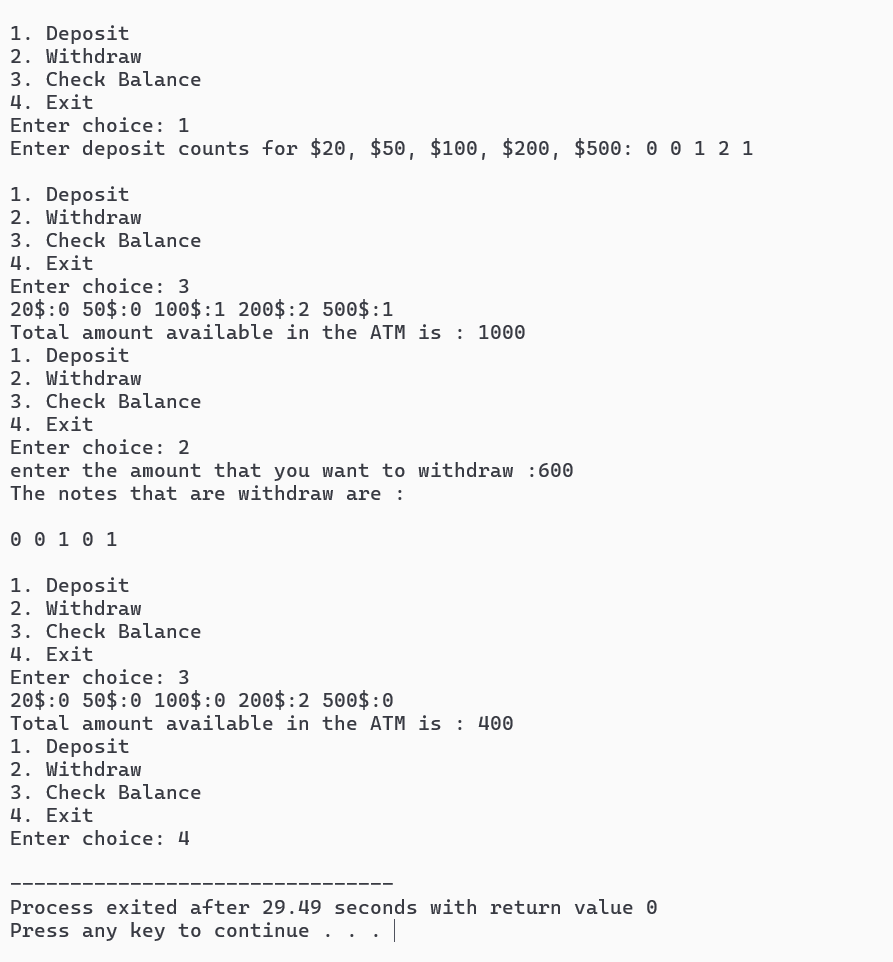 1. Deposit
2. Withdraw
3. Check Balance
4. Exit
Enter choice: 1
Enter deposit counts for $20, $50, $100, $200, $500: 0 0 1 2 1
1. Deposit
2. Withdraw
3. Check Balance
4. Exit
Enter choice: 3
20$:0 50$:0 100$:1 200$:2 500$:1
Total amount available in the ATM is : 1000
1. Deposit
2. Withdraw
3. Check Balance
4. Exit
Enter choice: 2
enter the amount that you want to withdraw :600
The notes that are withdraw are :
0 0 1 0 1
1. Deposit
2. Withdraw
3. Check Balance
4. Exit
Enter choice: 3
20$:0 50$:0 100$:0 200$:2 500$:0
Total amount available in the ATM is : 400
1. Deposit
2. Withdraw
3. Check Balance
4. Exit
Enter choice: 4
--------------------------------
Process exited after 29.49 seconds with return value 0
Press any key to continue . . .